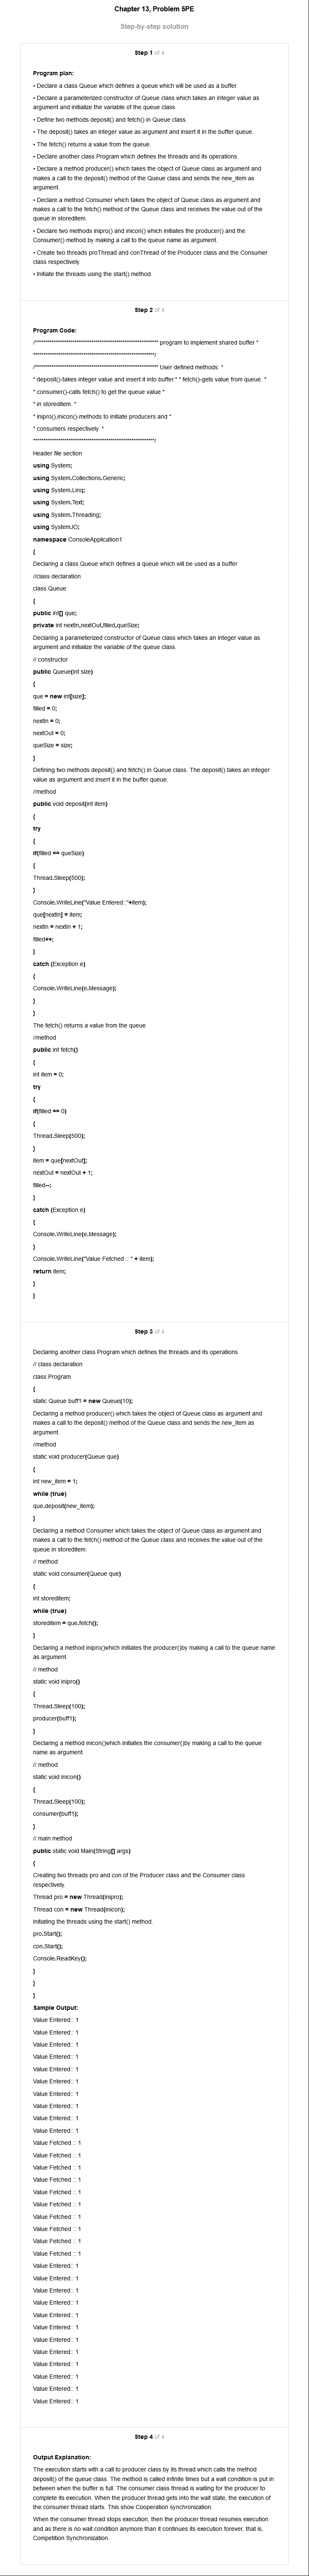 Chapter 13, Problem 5PE
Step-by-step solution
Step 1 of 4
Program plan:
• Declare a class Queue which defines a queue which will be used as a buffer.
• Declare a parameterized constructor of Queue class which takes an integer value as
argument and initialize the variable of the queue class.
• Define two methods deposit() and fetch() in Queue class.
• The deposit() takes an integer value as argument and insert it in the buffer queue.
• The fetch() returns a value from the queue.
• Declare another class Program which defines the threads and its operations.
• Declare a method producer() which takes the object of Queue class as argument and
makes a call to the deposit() method of the Queue class and sends the new_item as
argument.
• Declare a method Consumer which takes the object of Queue class as argument and
makes a call to the fetch() method of the Queue class and receives the value out of the
queue in storeditem.
• Declare two methods inipro() and inicon() which initiates the producer() and the
Consumer() method by making a call to the queue name as argument.
• Create two threads proThread and conThread of the Producer class and the Consumer
class respectively.
• Initiate the threads using the start() method.
Step 2 of 4
Program Code:
/************************************************************ program to implement shared buffer *
***********************************************************/
/************************************************************ User defined methods: *
* deposit()-takes integer value and insert it into buffer.* * fetch()-gets value from queue. *
* consumer()-calls fetch() to get the queue value *
* in storeditem. *
* inipro(),inicon()-methods to initiate producers and *
* consumers respectively. *
***********************************************************/
Header file section
using System;
using System.Collections.Generic;
using System.Linq;
using System.Text;
using System.Threading;
using System.IO;
namespace ConsoleApplication1
{
Declaring a class Queue which defines a queue which will be used as a buffer
//class declaration
class Queue
{
public int[] que;
private int nextIn,nextOut,filled,queSize;
Declaring a parameterized constructor of Queue class which takes an integer value as
argument and initialize the variable of the queue class.
// constructor
public Queue(int size)
{
que = new int[size];
filled = 0;
nextIn = 0;
nextOut = 0;
queSize = size;
}
Defining two methods deposit() and fetch() in Queue class. The deposit() takes an integer
value as argument and insert it in the buffer queue.
//method
public void deposit(int item)
{
try
{
if(filled == queSize)
{
Thread.Sleep(500);
}
Console.WriteLine("Value Entered::"+item);
que[nextIn] = item;
nextIn = nextIn + 1;
filled++;
}
catch (Exception e)
{
Console.WriteLine(e.Message);
}
}
The fetch() returns a value from the queue
//method
public int fetch()
{
int item = 0;
try
{
if(filled == 0)
{
Thread.Sleep(500);
}
item = que[nextOut];
nextOut = nextOut + 1;
filled--;
}
catch (Exception e)
{
Console.WriteLine(e.Message);
}
Console.WriteLine("Value Fetched :: " + item);
return item;
}
}
Step 3 of 4
Declaring another class Program which defines the threads and its operations
// class declaration
class Program
{
static Queue buff1 = new Queue(10);
Declaring a method producer() which takes the object of Queue class as argument and
makes a call to the deposit() method of the Queue class and sends the new_item as
argument.
//method
static void producer(Queue que)
{
int new_item = 1;
while (true)
que.deposit(new_item);
}
Declaring a method Consumer which takes the object of Queue class as argument and
makes a call to the fetch() method of the Queue class and receives the value out of the
queue in storeditem.
// method
static void consumer(Queue que)
{
int storeditem;
while (true)
storeditem = que.fetch();
}
Declaring a method inipro()which initiates the producer()by making a call to the queue name
as argument.
// method
static void inipro()
{
Thread.Sleep(100);
producer(buff1);
}
Declaring a method inicon()which initiates the consumer()by making a call to the queue
name as argument.
// method
static void inicon()
{
Thread.Sleep(100);
consumer(buff1);
}
// main method
public static void Main(String[] args)
{
Creating two threads pro and con of the Producer class and the Consumer class
respectively.
Thread pro = new Thread(inipro);
Thread con = new Thread(inicon);
Initiating the threads using the start() method.
pro.Start();
con.Start();
Console.ReadKey();
}
}
}
Sample Output:
Value Entered:: 1
Value Entered:: 1
Value Entered:: 1
Value Entered:: 1
Value Entered:: 1
Value Entered:: 1
Value Entered:: 1
Value Entered:: 1
Value Entered:: 1
Value Entered:: 1
Value Fetched :: 1
Value Fetched :: 1
Value Fetched :: 1
Value Fetched :: 1
Value Fetched :: 1
Value Fetched :: 1
Value Fetched :: 1
Value Fetched :: 1
Value Fetched :: 1
Value Fetched :: 1
Value Entered:: 1
Value Entered:: 1
Value Entered:: 1
Value Entered:: 1
Value Entered:: 1
Value Entered:: 1
Value Entered:: 1
Value Entered:: 1
Value Entered:: 1
Value Entered:: 1
Value Entered:: 1
Value Entered:: 1
Step 4 of 4
Output Explanation:
The execution starts with a call to producer class by its thread which calls the method
deposit() of the queue class. The method is called infinite times but a wait condition is put in
between when the buffer is full. The consumer class thread is waiting for the producer to
complete its execution. When the producer thread gets into the wait state, the execution of
the consumer thread starts. This show Cooperation synchronization.
When the consumer thread stops execution, then the producer thread resumes execution
and as there is no wait condition anymore than it continues its execution forever, that is,
Competition Synchronization.